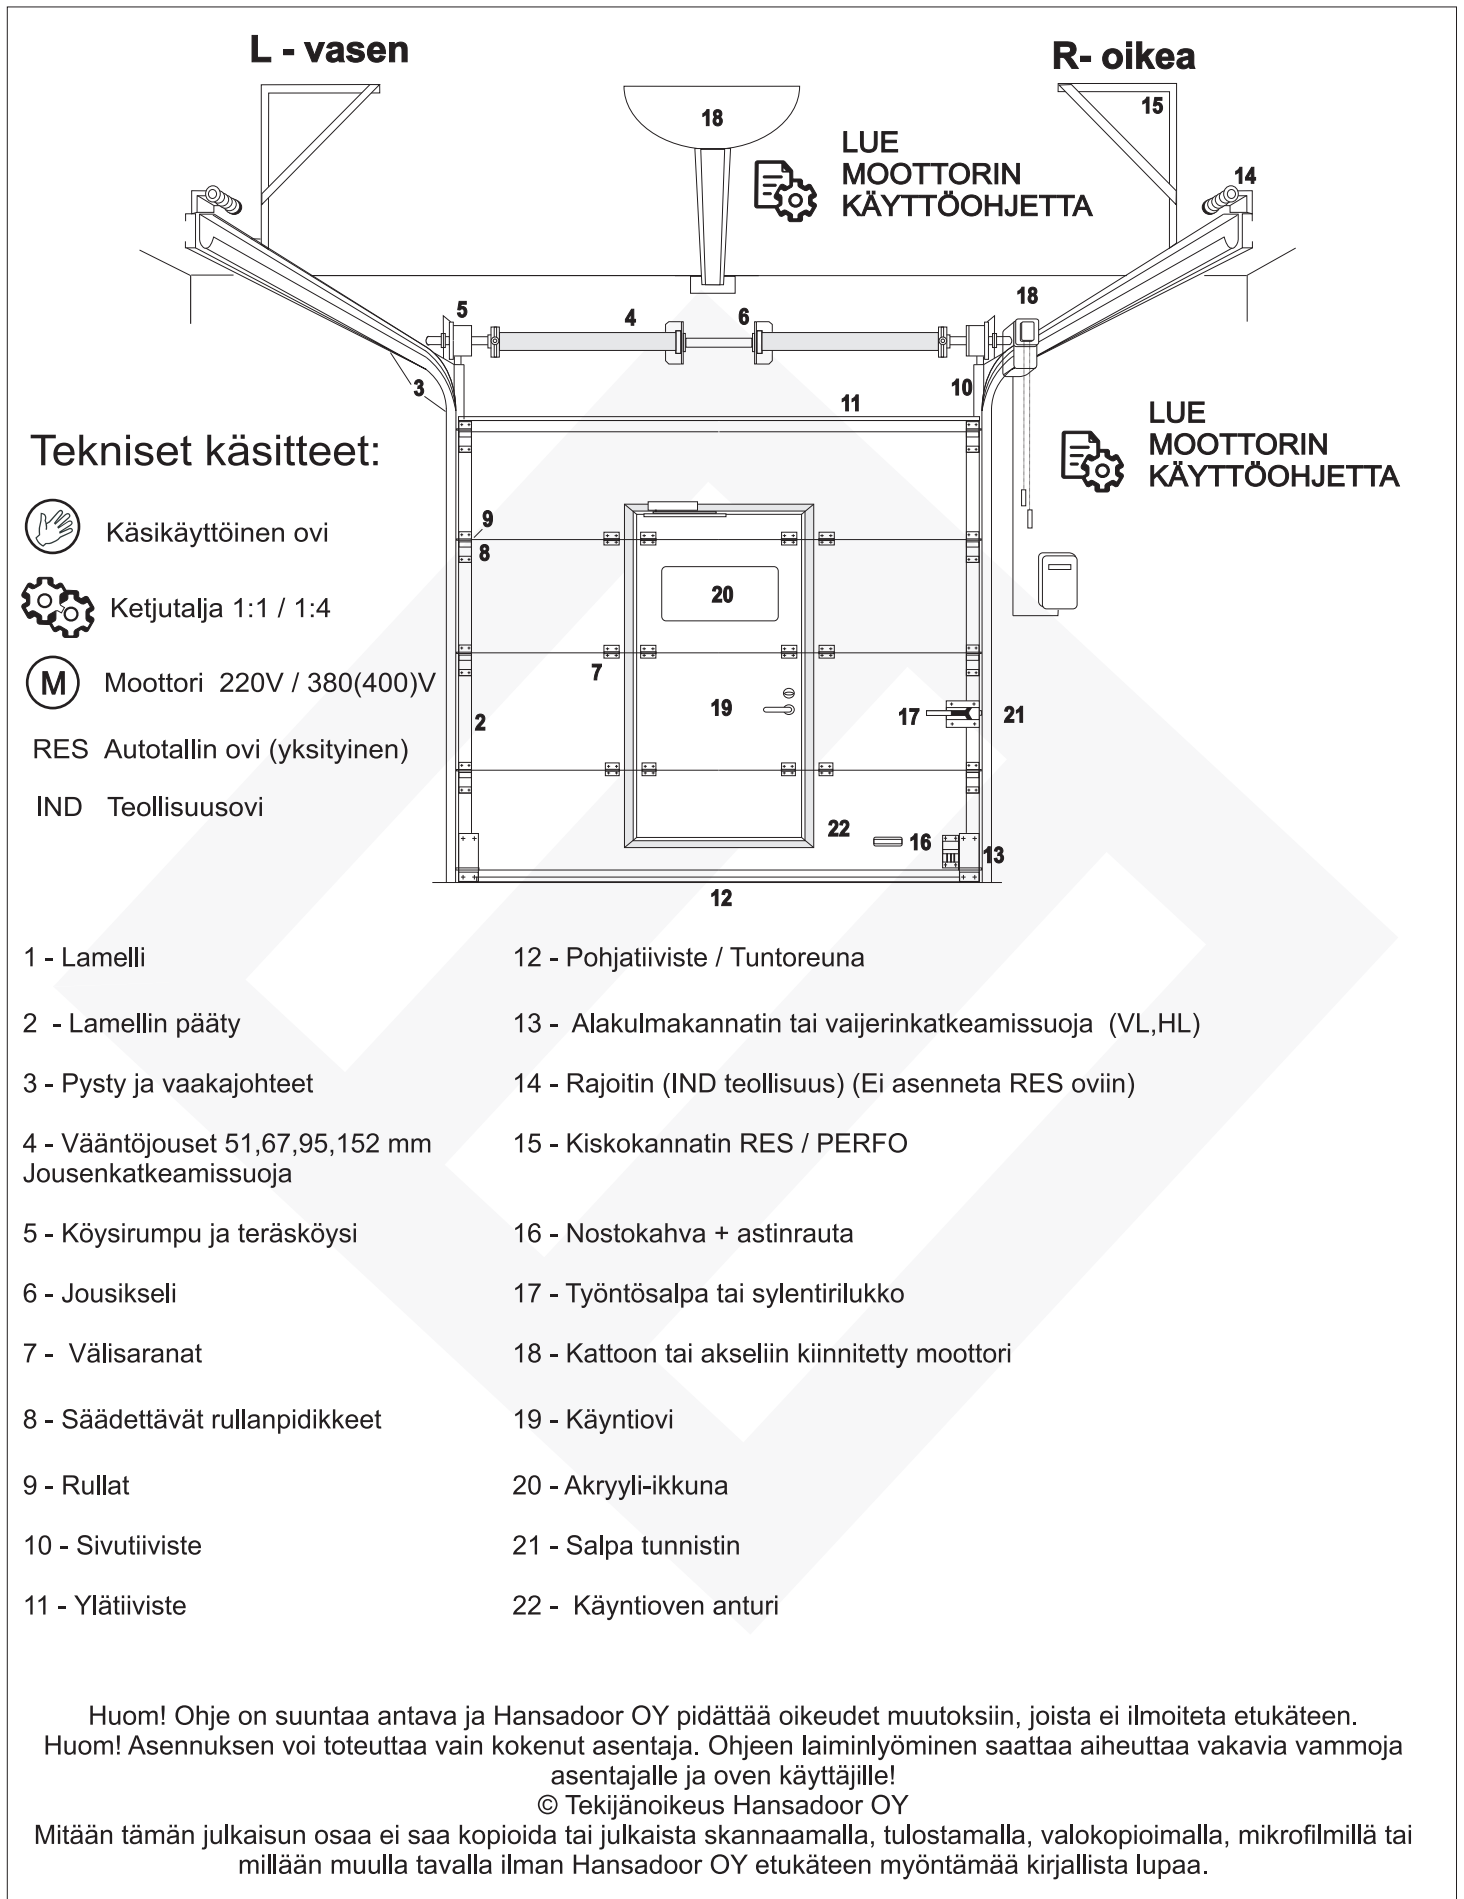 L - vasen
R- oikea
18
15
LUE
MOOTTORIN
KÄYTTÖOHJETTA
14
5
4
6
18
3
10
11
LUE
MOOTTORIN
KÄYTTÖOHJETTA
Tekniset käsitteet:
Käsikäyttöinen ovi
Ketjutalja 1:1 / 1:4
M Moottori 220V / 380(400)V
RES Autotallin ovi (yksityinen)
IND Teollisuusovi
9
8
20
7
2
19
17
21
22
16
13
12
1 - Lamelli
2 - Lamellin pääty
3 - Pysty ja vaakajohteet
4 - Vääntöjouset 51,67,95,152 mm
Jousenkatkeamissuoja
5 - Köysirumpu ja teräsköysi
6 - Jousikseli
7 - Välisaranat
8 - Säädettävät rullanpidikkeet
9 - Rullat
10 - Sivutiiviste
11 - Ylätiiviste
12 - Pohjatiiviste / Tuntoreuna
13 - Alakulmakannatin tai vaijerinkatkeamissuoja (VL,HL)
14 - Rajoitin (IND teollisuus) (Ei asenneta RES oviin)
15 - Kiskokannatin RES / PERFO
16 - Nostokahva + astinrauta
17 - Työntösalpa tai sylentirilukko
18 - Kattoon tai akseliin kiinnitetty moottori
19 - Käyntiovi
20 - Akryyli-ikkuna
21 - Salpa tunnistin
22 - Käyntioven anturi
Huom! Ohje on suuntaa antava ja Hansadoor OY pidättää oikeudet muutoksiin, joista ei ilmoiteta etukäteen.
Huom! Asennuksen voi toteuttaa vain kokenut asentaja. Ohjeen laiminlyöminen saattaa aiheuttaa vakavia vammoja
asentajalle ja oven käyttäjille!
© Tekijänoikeus Hansadoor OY
Mitään tämän julkaisun osaa ei saa kopioida tai julkaista skannaamalla, tulostamalla, valokopioimalla, mikrofilmillä tai
millään muulla tavalla ilman Hansadoor OY etukäteen myöntämää kirjallista lupaa.